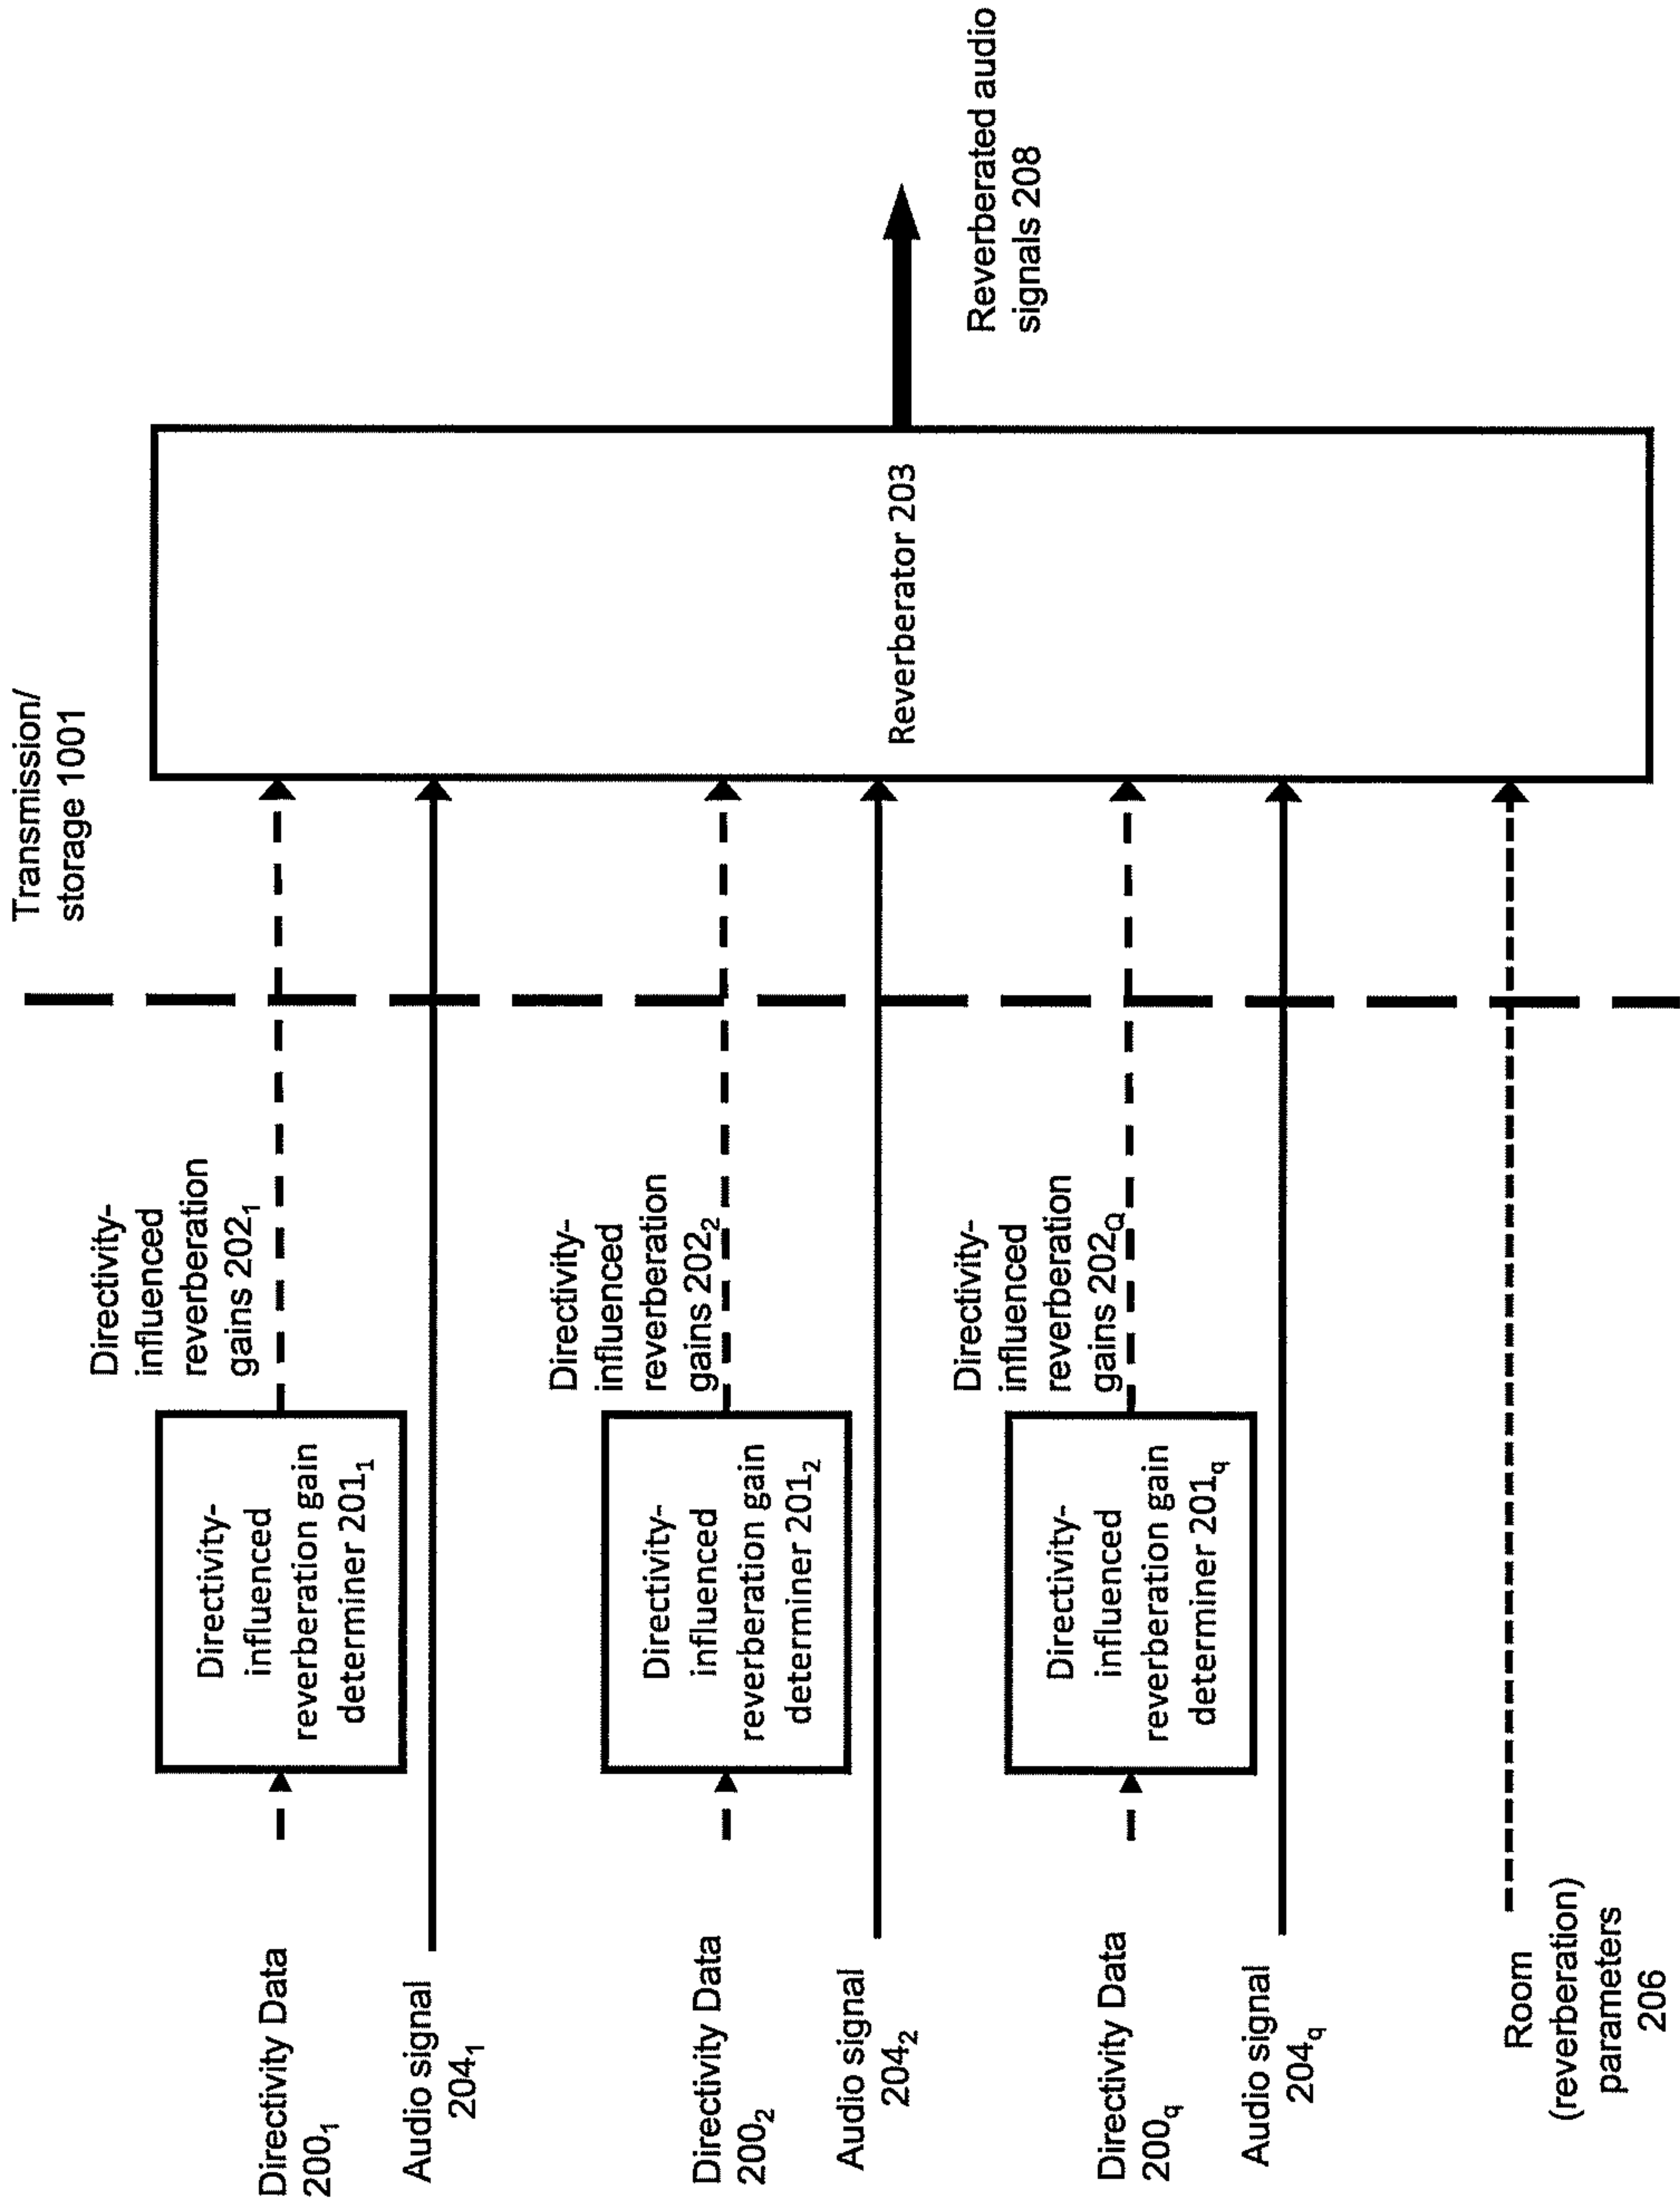 Transmission/
storage 1001
Directivity Data
200₁
Directivity-
influenced
reverberation gain
determiner 201₁
Directivity-
influenced
reverberation
gains 202₁
Audio signal
204₁
Directivity Data
200₂
Directivity-
influenced
reverberation gain
determiner 201₂
Directivity-
influenced
reverberation
gains 202₂
Audio signal
204₂
Directivity Data
200q
Directivity-
influenced
reverberation gain
determiner 201q
Directivity-
influenced
reverberation
gains 202Q
Audio signal
204q
Room
(reverberation)
parameters
206
Reverberator 203
Reverberated audio
signals 208